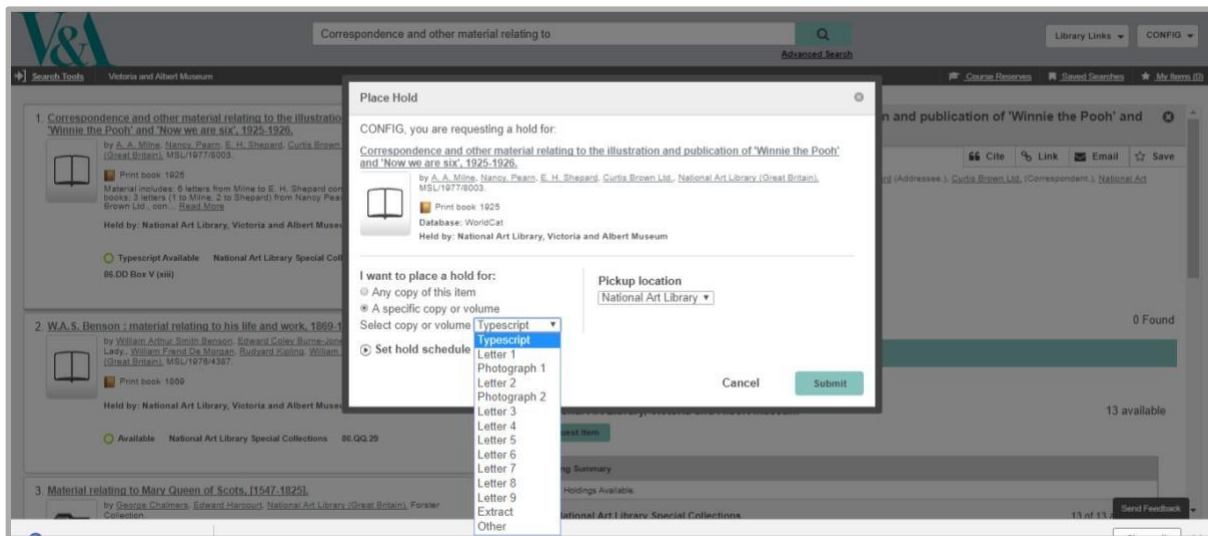 V&A
Correspondence and other material relating to
Advanced Search
Library Links
CONFIG
Search Tools
Victoria and Albert Museum
Course Reserves
Saved Searches
My Items (0)
1. Correspondence and other material relating to the illustratio
'Winnie the Pooh' and 'Now we are six', 1925-1926.
by A. A. Milne, Nancy. Pearn, E. H. Shepard, Curtis Brown
(Great Britain), MSL/1977/6003.
Print book 1925
Material includes: 6 letters from Milne to E. H. Shepard con
books; 3 letters (1 to Milne, 2 to Shepard) from Nancy Pea
Brown Ltd., con... Read More
Held by: National Art Library, Victoria and Albert Museu
Typescript Available National Art Library Special Coll
86.DD Box V (xiii)
2. W.A.S. Benson : material relating to his life and work, 1869-1
by William Arthur Smith Benson, Edward Coley Burne-Jone
Lady., William Frend De Morgan, Rudyard Kipling, William
(Great Britain), MSL/1976/4387.
Print book 1869
Held by: National Art Library, Victoria and Albert Museu
Available National Art Library Special Collections 86.QQ.29
3. Material relating to Mary Queen of Scots, [1547-1825].
by George Chalmers, Edward Harcourt, National Art Library (Great Britain), Forster
Collection.
Place Hold
CONFIG, you are requesting a hold for:
Correspondence and other material relating to the illustration and publication of 'Winnie the Pooh'
and 'Now we are six', 1925-1926.
by A. A. Milne, Nancy. Pearn, E. H. Shepard, Curtis Brown Ltd., National Art Library (Great Britain),
MSL/1977/8003.
Print book 1925
Database: WorldCat
Held by: National Art Library, Victoria and Albert Museum
I want to place a hold for:
Any copy of this item
A specific copy or volume
Select copy or volume Typescript
Typescript
Letter 1
Photograph 1
Letter 2
Photograph 2
Letter 3
Letter 4
Letter 5
Letter 6
Letter 7
Letter 8
Letter 9
Extract
Other
Set hold schedule
Pickup location
National Art Library
Cancel
Submit
n and publication of 'Winnie the Pooh' and
Cite
Link
Email
Save
(Addressee.), Curtis Brown Ltd. (Correspondent.), National Art
0 Found
13 available
uest Item
ng Summary
Holdings Available.
National Art Library Special Collections
13 of 13
Send Feedback